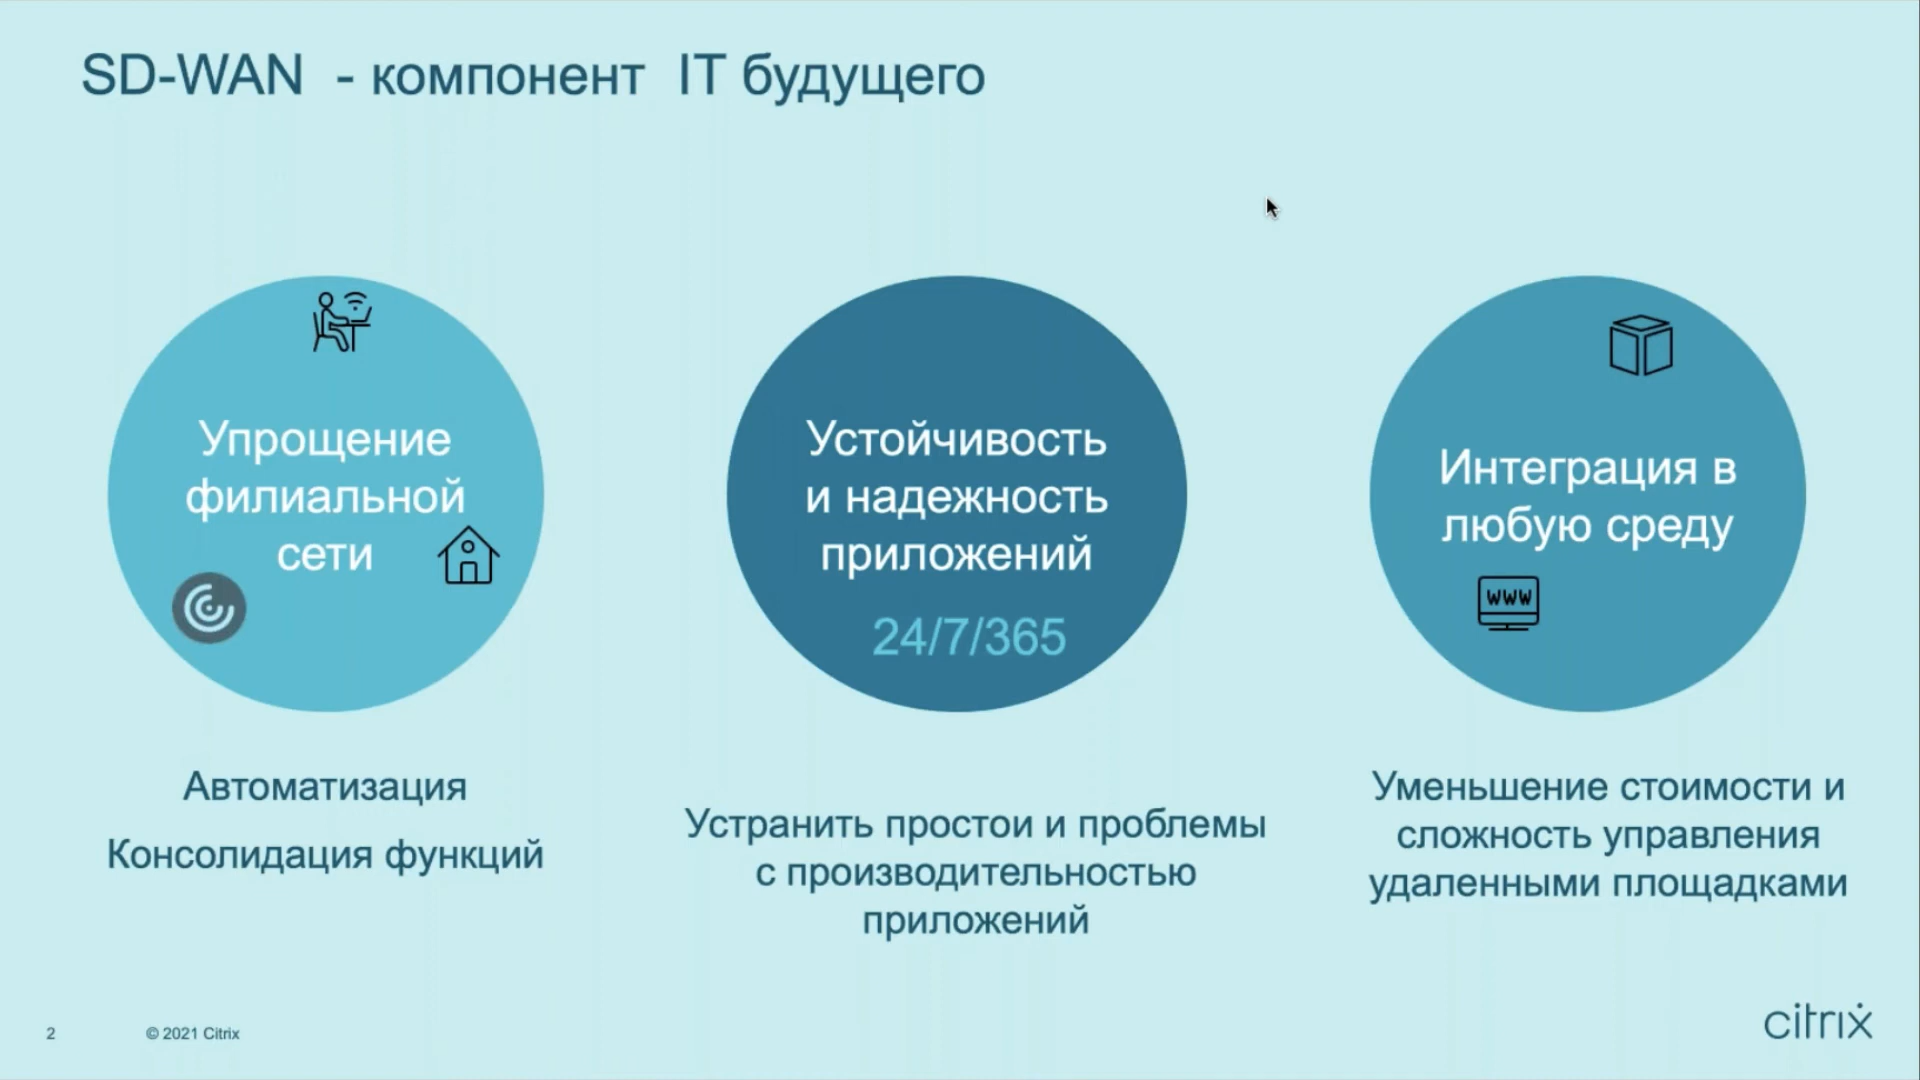 SD-WAN - компонент IT будущего
Упрощение
филиальной
сети
Автоматизация
Консолидация функций
Устойчивость
и надежность
приложений
24/7/365
Устранить простои и проблемы
с производительностью
приложений
Интеграция в
любую среду
www
Уменьшение стоимости и
сложность управления
удаленными площадками
2
© 2021 Citrix
citrix